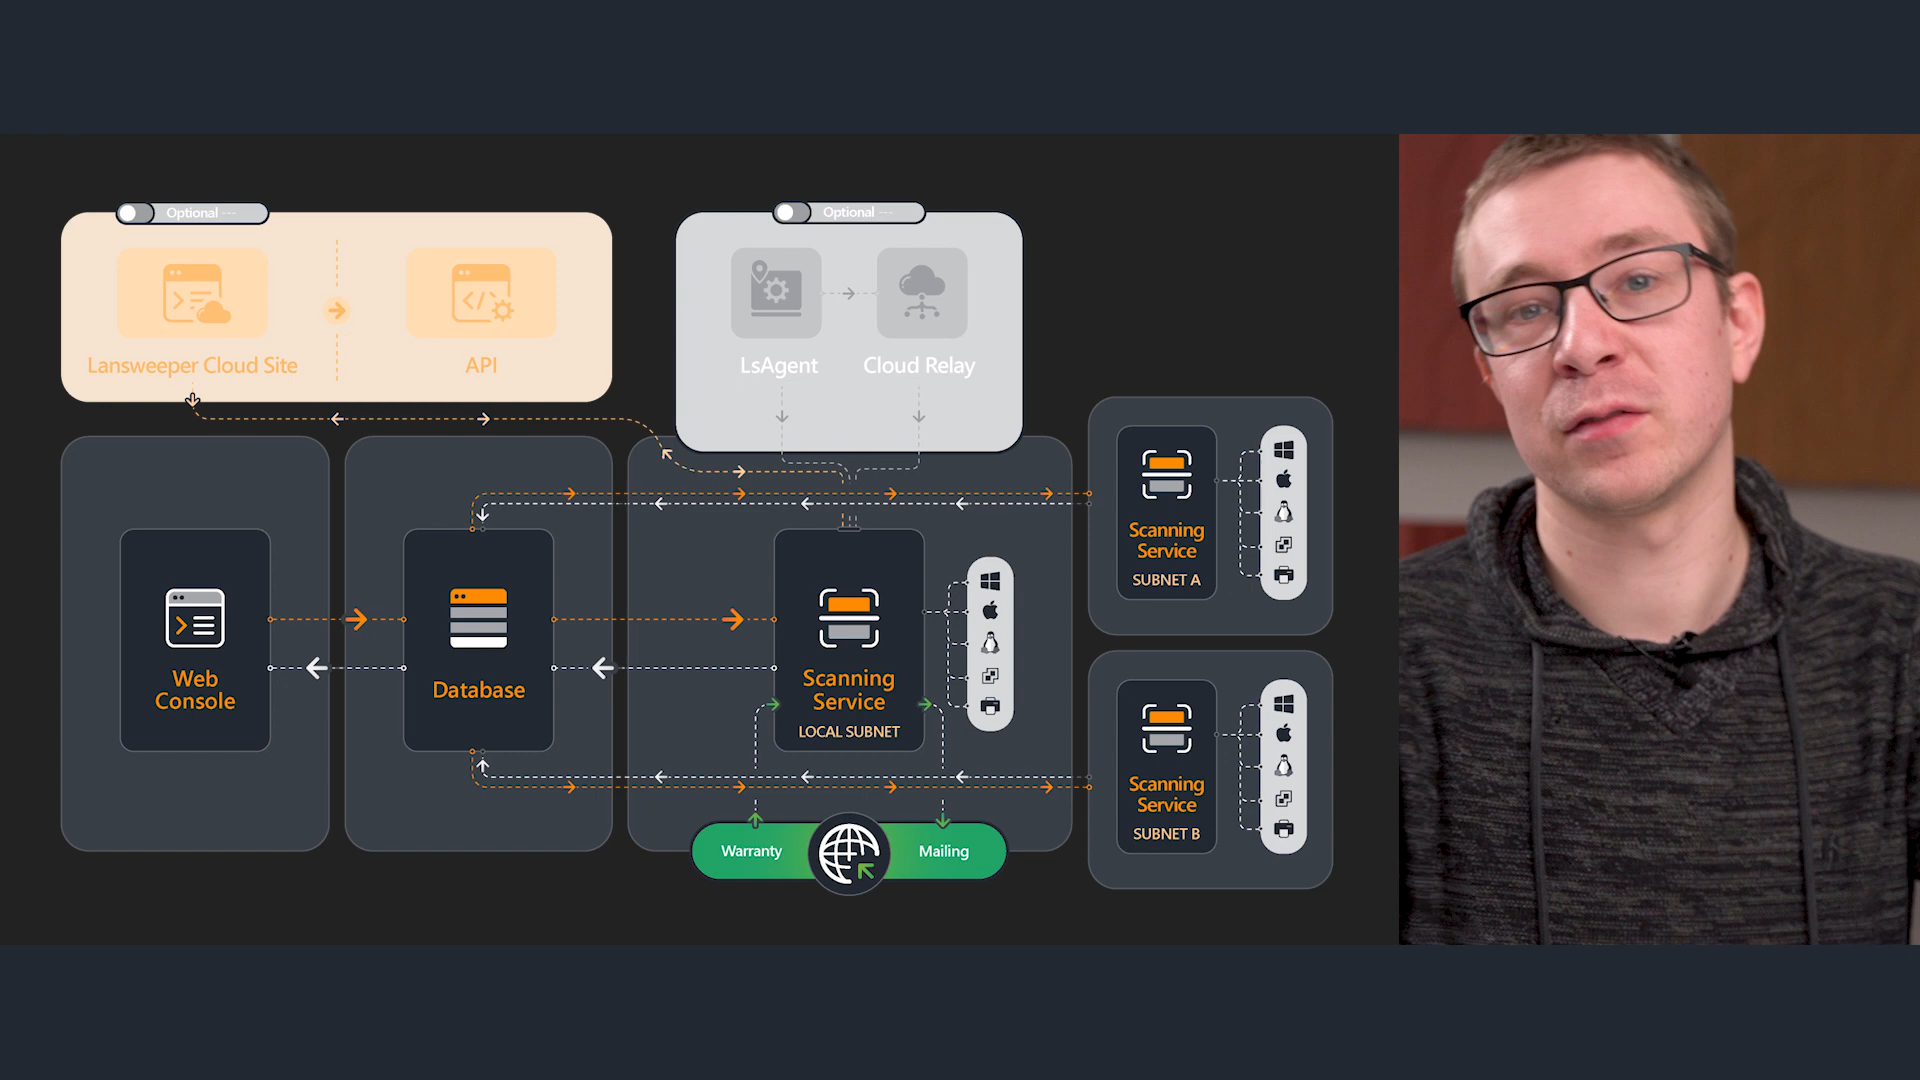 Optional
Lansweeper Cloud Site
API
Optional
LsAgent
Cloud Relay
Web
Console
Database
Scanning
Service
LOCAL SUBNET
Scanning
Service
SUBNET A
Scanning
Service
SUBNET B
Warranty
Mailing